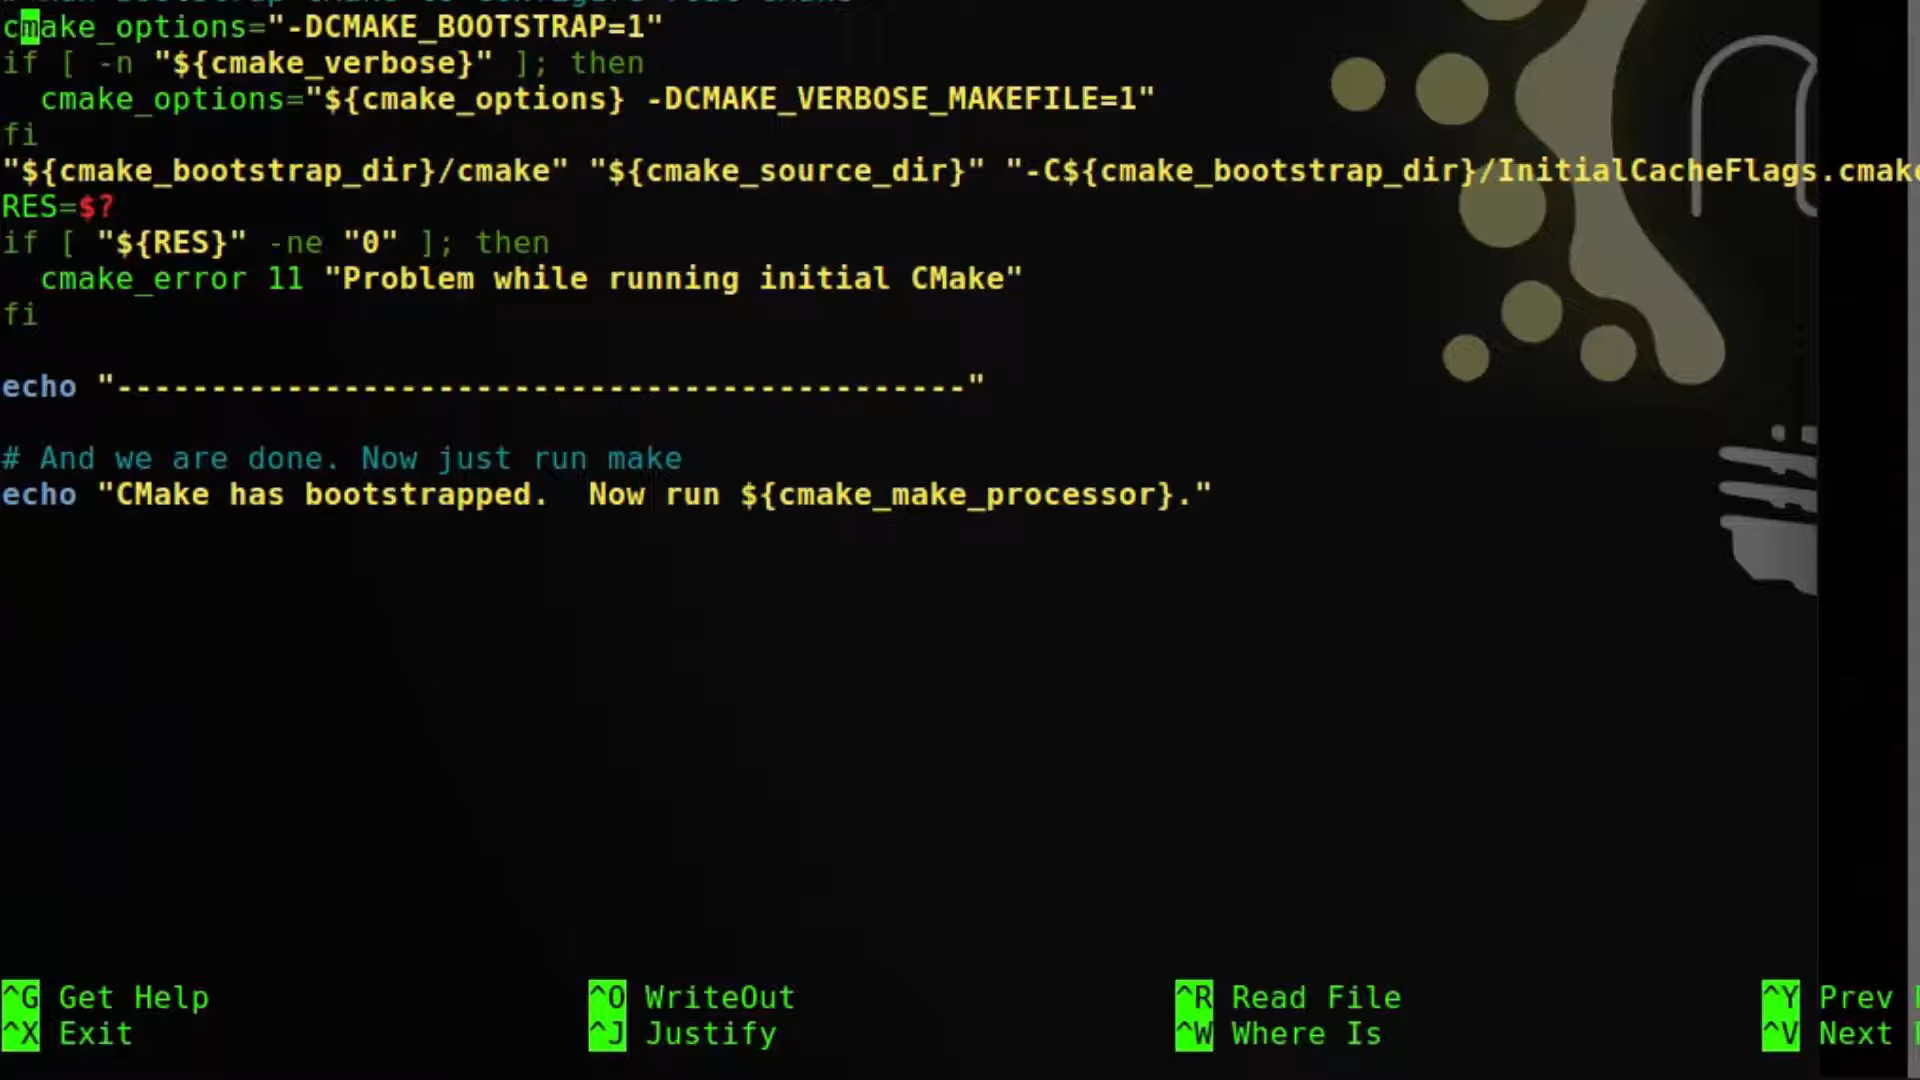 cmake_options="-DCMAKE_BOOTSTRAP=1"
if [ -n "${cmake_verbose}" ]; then
  cmake_options="${cmake_options} -DCMAKE_VERBOSE_MAKEFILE=1"
fi
"${cmake_bootstrap_dir}/cmake" "${cmake_source_dir}" "-C${cmake_bootstrap_dir}/InitialCacheFlags.cmake
RES=$?
if [ "${RES}" -ne "0" ]; then
  cmake_error 11 "Problem while running initial CMake"
fi
echo "---------------------------------------------"
# And we are done. Now just run make
echo "CMake has bootstrapped.  Now run ${cmake_make_processor}."
^G Get Help ^O WriteOut ^R Read File ^Y Prev
^X Exit ^J Justify ^W Where Is ^V Next